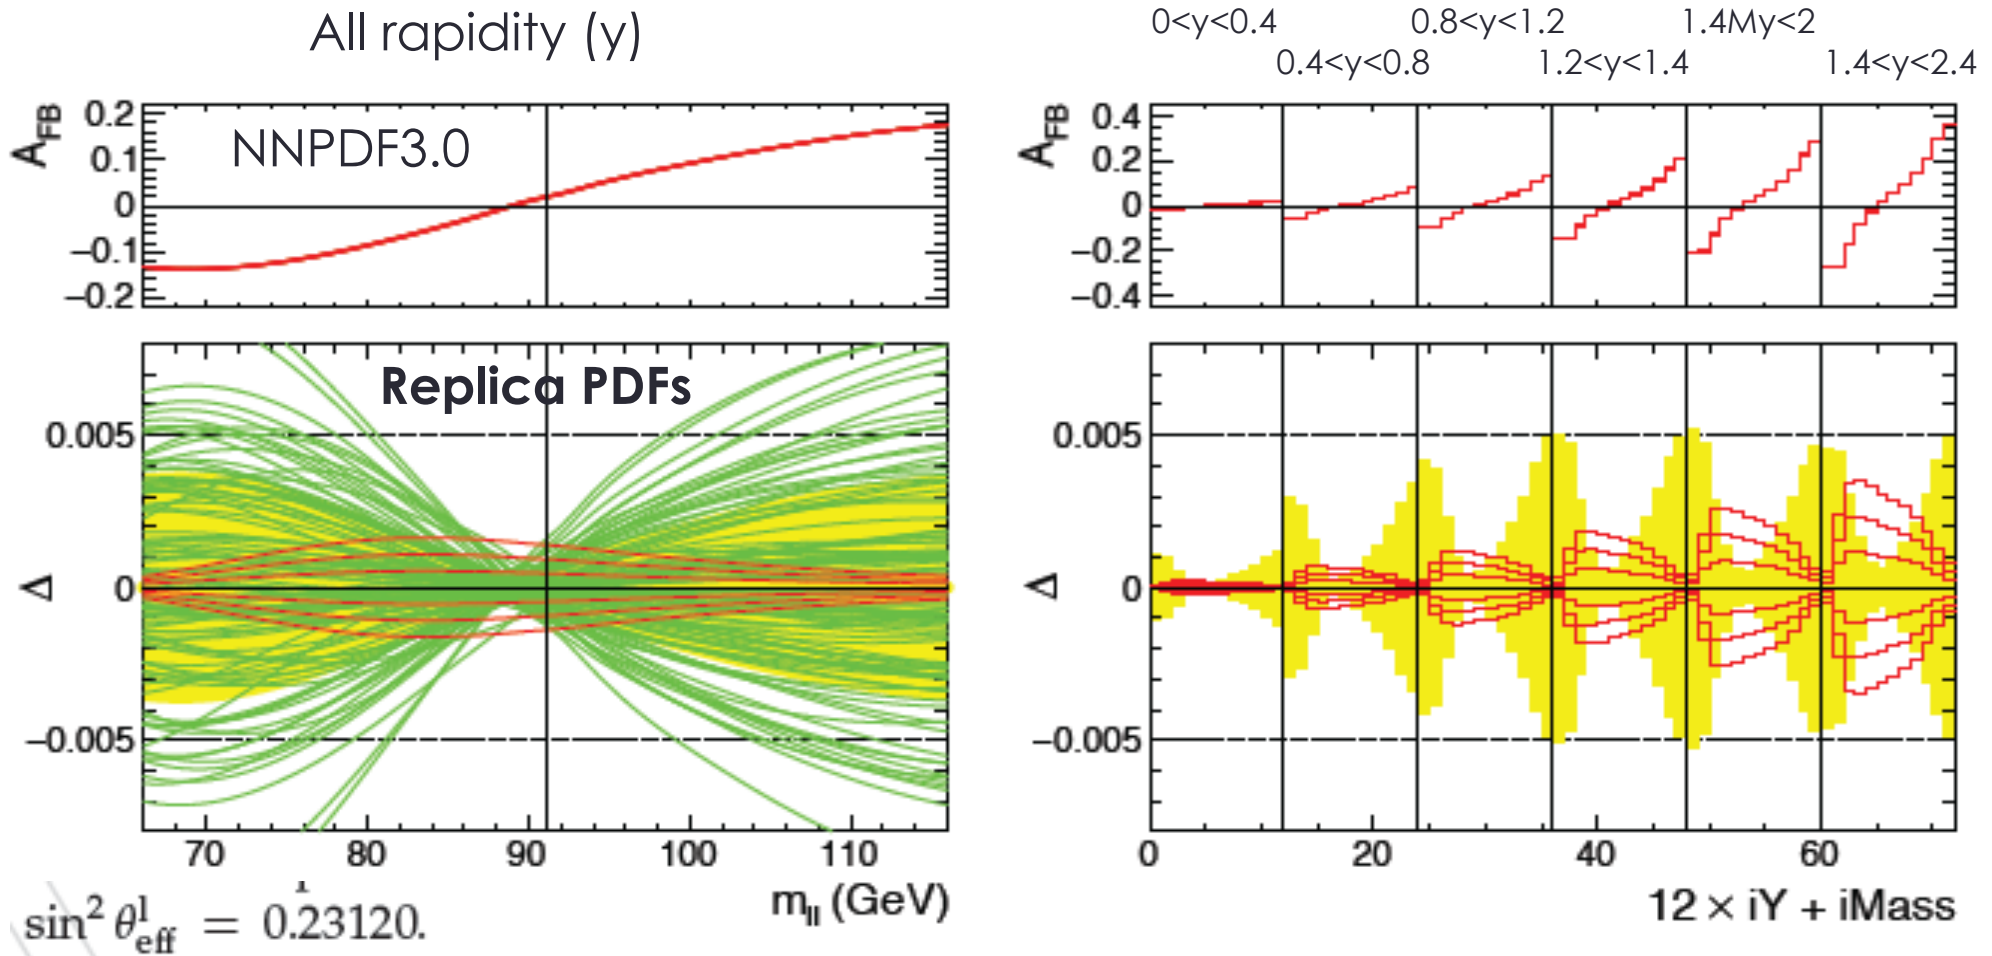 All rapidity (y)
0<y<0.4
0.8<y<1.2
1.4My<2
0.4<y<0.8
1.2<y<1.4
1.4<y<2.4
A_FB
0.2
0.1
0
−0.1
−0.2
NNPDF3.0
A_FB
0.4
0.2
0
−0.2
−0.4
Replica PDFs
Δ
0.005
0
−0.005
70 80 90 100 110
m_ll (GeV)
Δ
0.005
0
−0.005
0 20 40 60
12 × iY + iMass
sin² θ^l_eff = 0.23120.